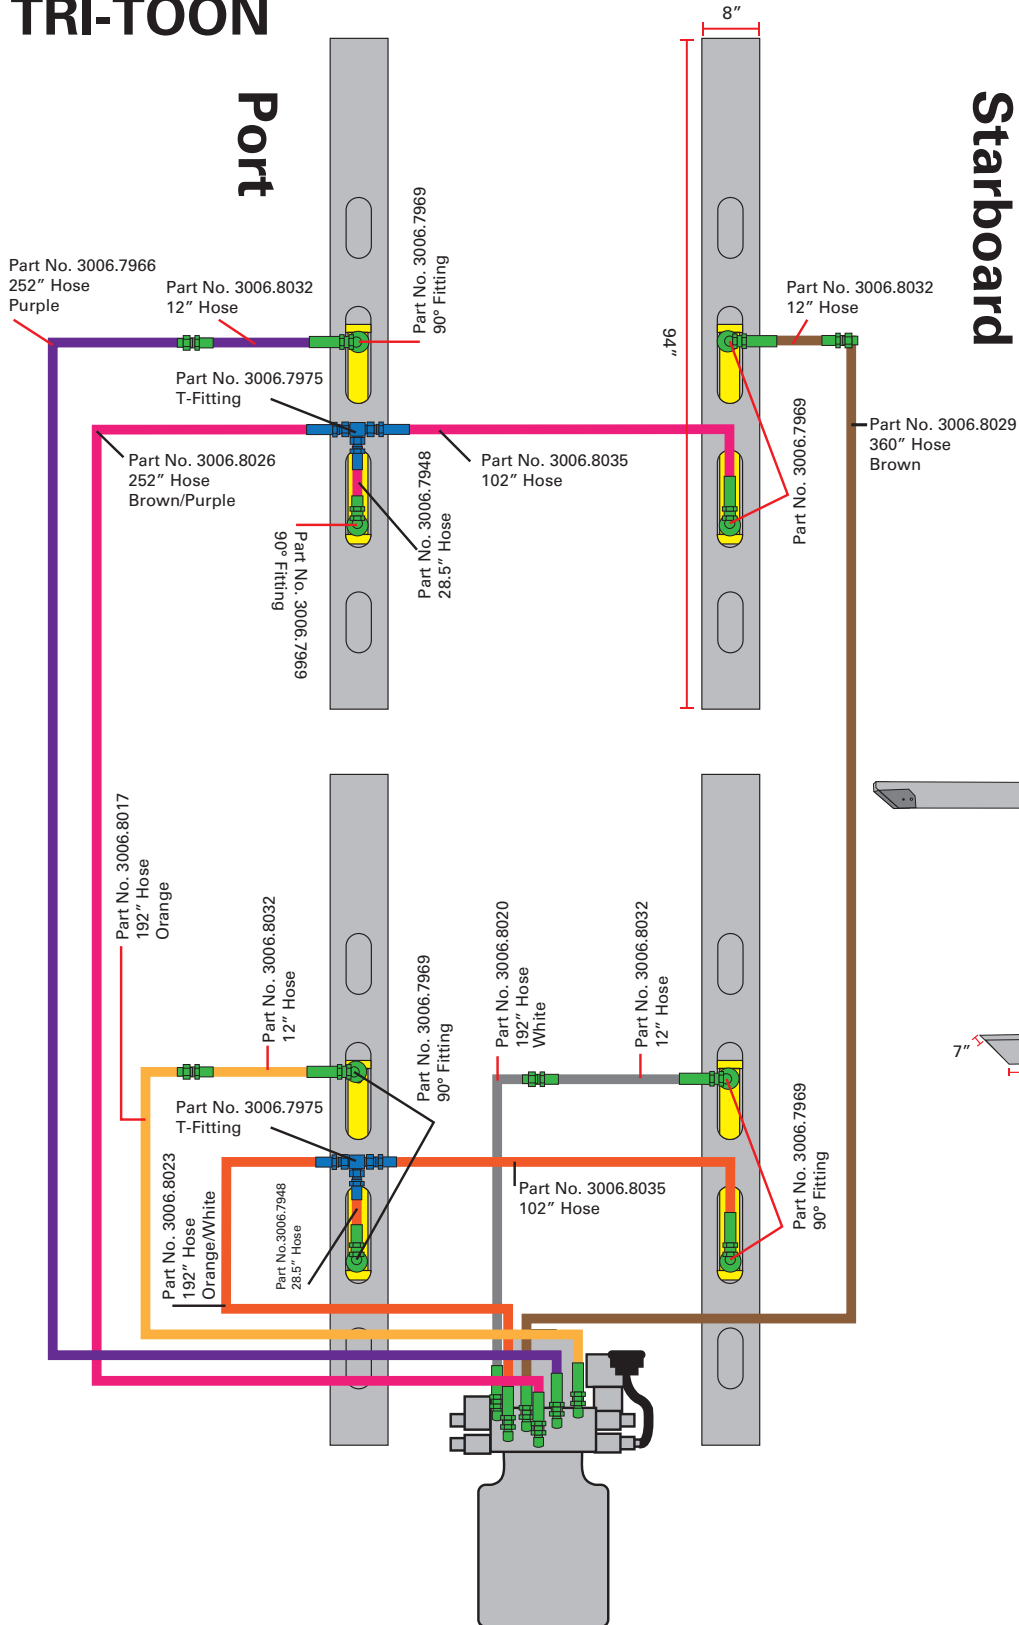 TRI-TOON
8”
Port
Starboard
Part No. 3006.7966
252” Hose
Purple
Part No. 3006.8032
12” Hose
Part No. 3006.7969
90° Fitting
Part No. 3006.8032
12” Hose
94”
Part No. 3006.7975
T-Fitting
Part No. 3006.8026
252” Hose
Brown/Purple
Part No. 3006.7948
28.5” Hose
Part No. 3006.8035
102” Hose
Part No. 3006.7969
Part No. 3006.8029
360” Hose
Brown
Part No. 3006.7969
90° Fitting
Part No. 3006.8017
192” Hose
Orange
Part No. 3006.8032
12” Hose
Part No. 3006.7969
90° Fitting
Part No. 3006.8020
192” Hose
White
Part No. 3006.8032
12” Hose
7”
Part No. 3006.7975
T-Fitting
Part No. 3006.8023
192” Hose
Orange/White
Part No.3006.7948
28.5” Hose
Part No. 3006.8035
102” Hose
Part No. 3006.7969
90° Fitting